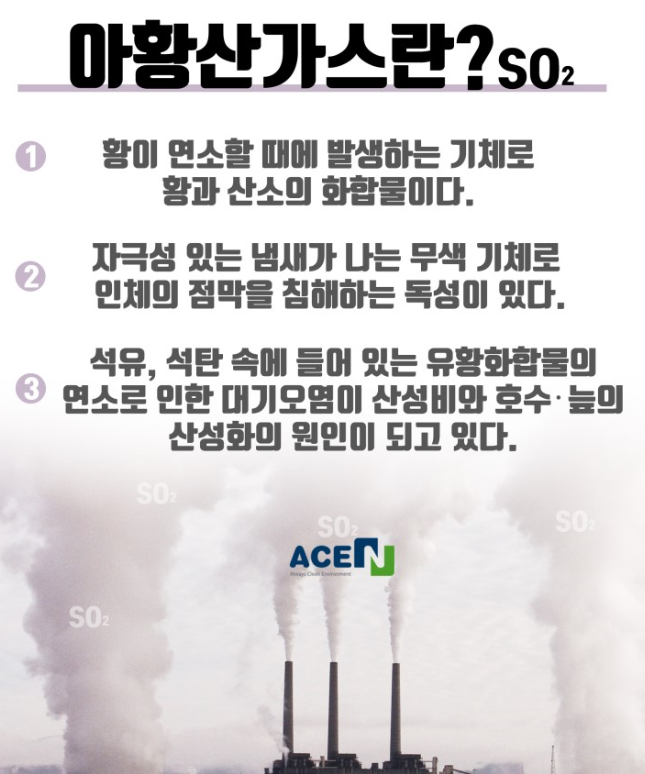 아황산가스란? SO₂
1 황이 연소할 때에 발생하는 기체로
황과 산소의 화합물이다.
2 자극성 있는 냄새가 나는 무색 기체로
인체의 점막을 침해하는 독성이 있다.
3 석유, 석탄 속에 들어 있는 유황화합물의
연소로 인한 대기오염이 산성비와 호수·늪의
산성화의 원인이 되고 있다.
SO₂
SO₂
SO₂
ACEN
Always Clean Environment
SO₂